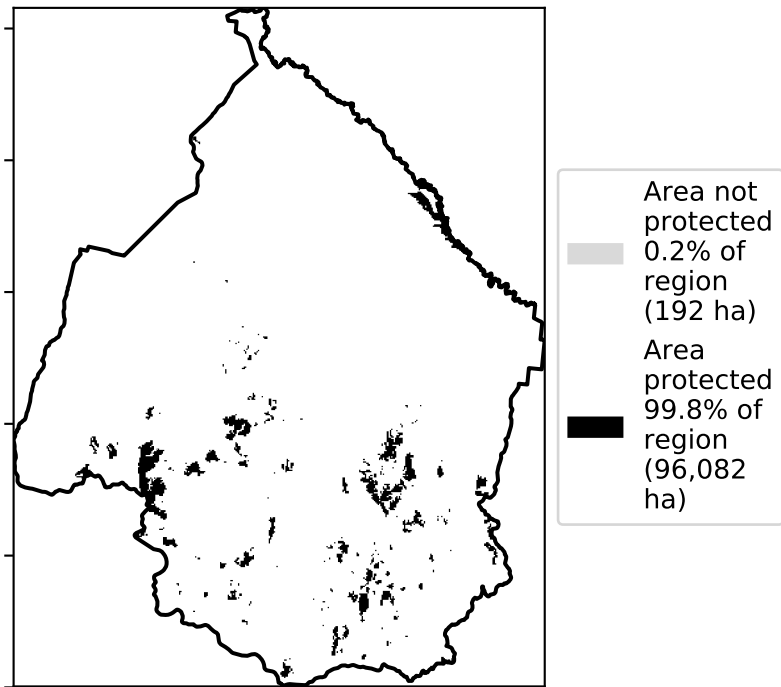 Area not
protected
0.2% of
region
(192 ha)
Area
protected
99.8% of
region
(96,082
ha)